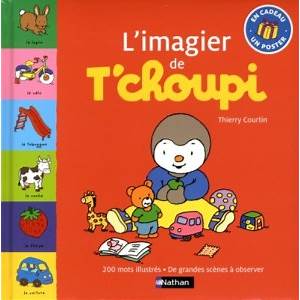 EN CADEAU
UN POSTER
L'imagier
de
T'choupi
Thierry Courtin
le lapin
le vélo
le toboggan
la vache
la fraise
la voiture
200 mots illustrés • De grandes scènes à observer
Nathan